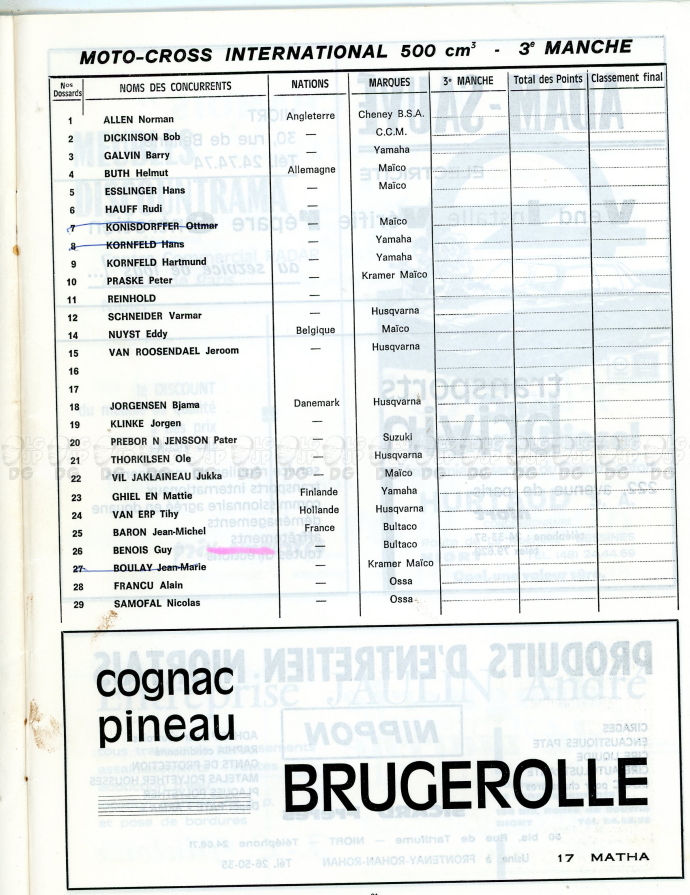 MOTO-CROSS INTERNATIONAL 500 cm³ - 3e MANCHE
Nos Dossards NOMS DES CONCURRENTS NATIONS MARQUES 3e MANCHE Total des Points Classement final
1 ALLEN Norman Angleterre Cheney B.S.A.
2 DICKINSON Bob — C.C.M.
3 GALVIN Barry — Yamaha
4 BUTH Helmut Allemagne Maïco
5 ESSLINGER Hans — Maïco
6 HAUFF Rudi —
7 KONISDORFFER Ottmar — Maïco
8 KORNFELD Hans — Yamaha
9 KORNFELD Hartmund — Yamaha
10 PRASKE Peter — Kramer Maïco
11 REINHOLD —
12 SCHNEIDER Varmar — Husqvarna
14 NUYST Eddy Belgique Maïco
15 VAN ROOSENDAEL Jeroom — Husqvarna
16
17
18 JORGENSEN Bjama Danemark Husqvarna
19 KLINKE Jorgen —
20 PREBOR N JENSSON Pater — Suzuki
21 THORKILSEN Ole — Husqvarna
22 VIL JAKLAINEAU Jukka — Maïco
23 GHIEL EN Mattie Finlande Yamaha
24 VAN ERP Tihy Hollande Husqvarna
25 BARON Jean-Michel France Bultaco
26 BENOIS Guy — Bultaco
27 BOULAY Jean-Marie — Kramer Maïco
28 FRANCU Alain — Ossa
29 SAMOFAL Nicolas — Ossa
cognac
pineau
BRUGEROLLE
17 MATHA